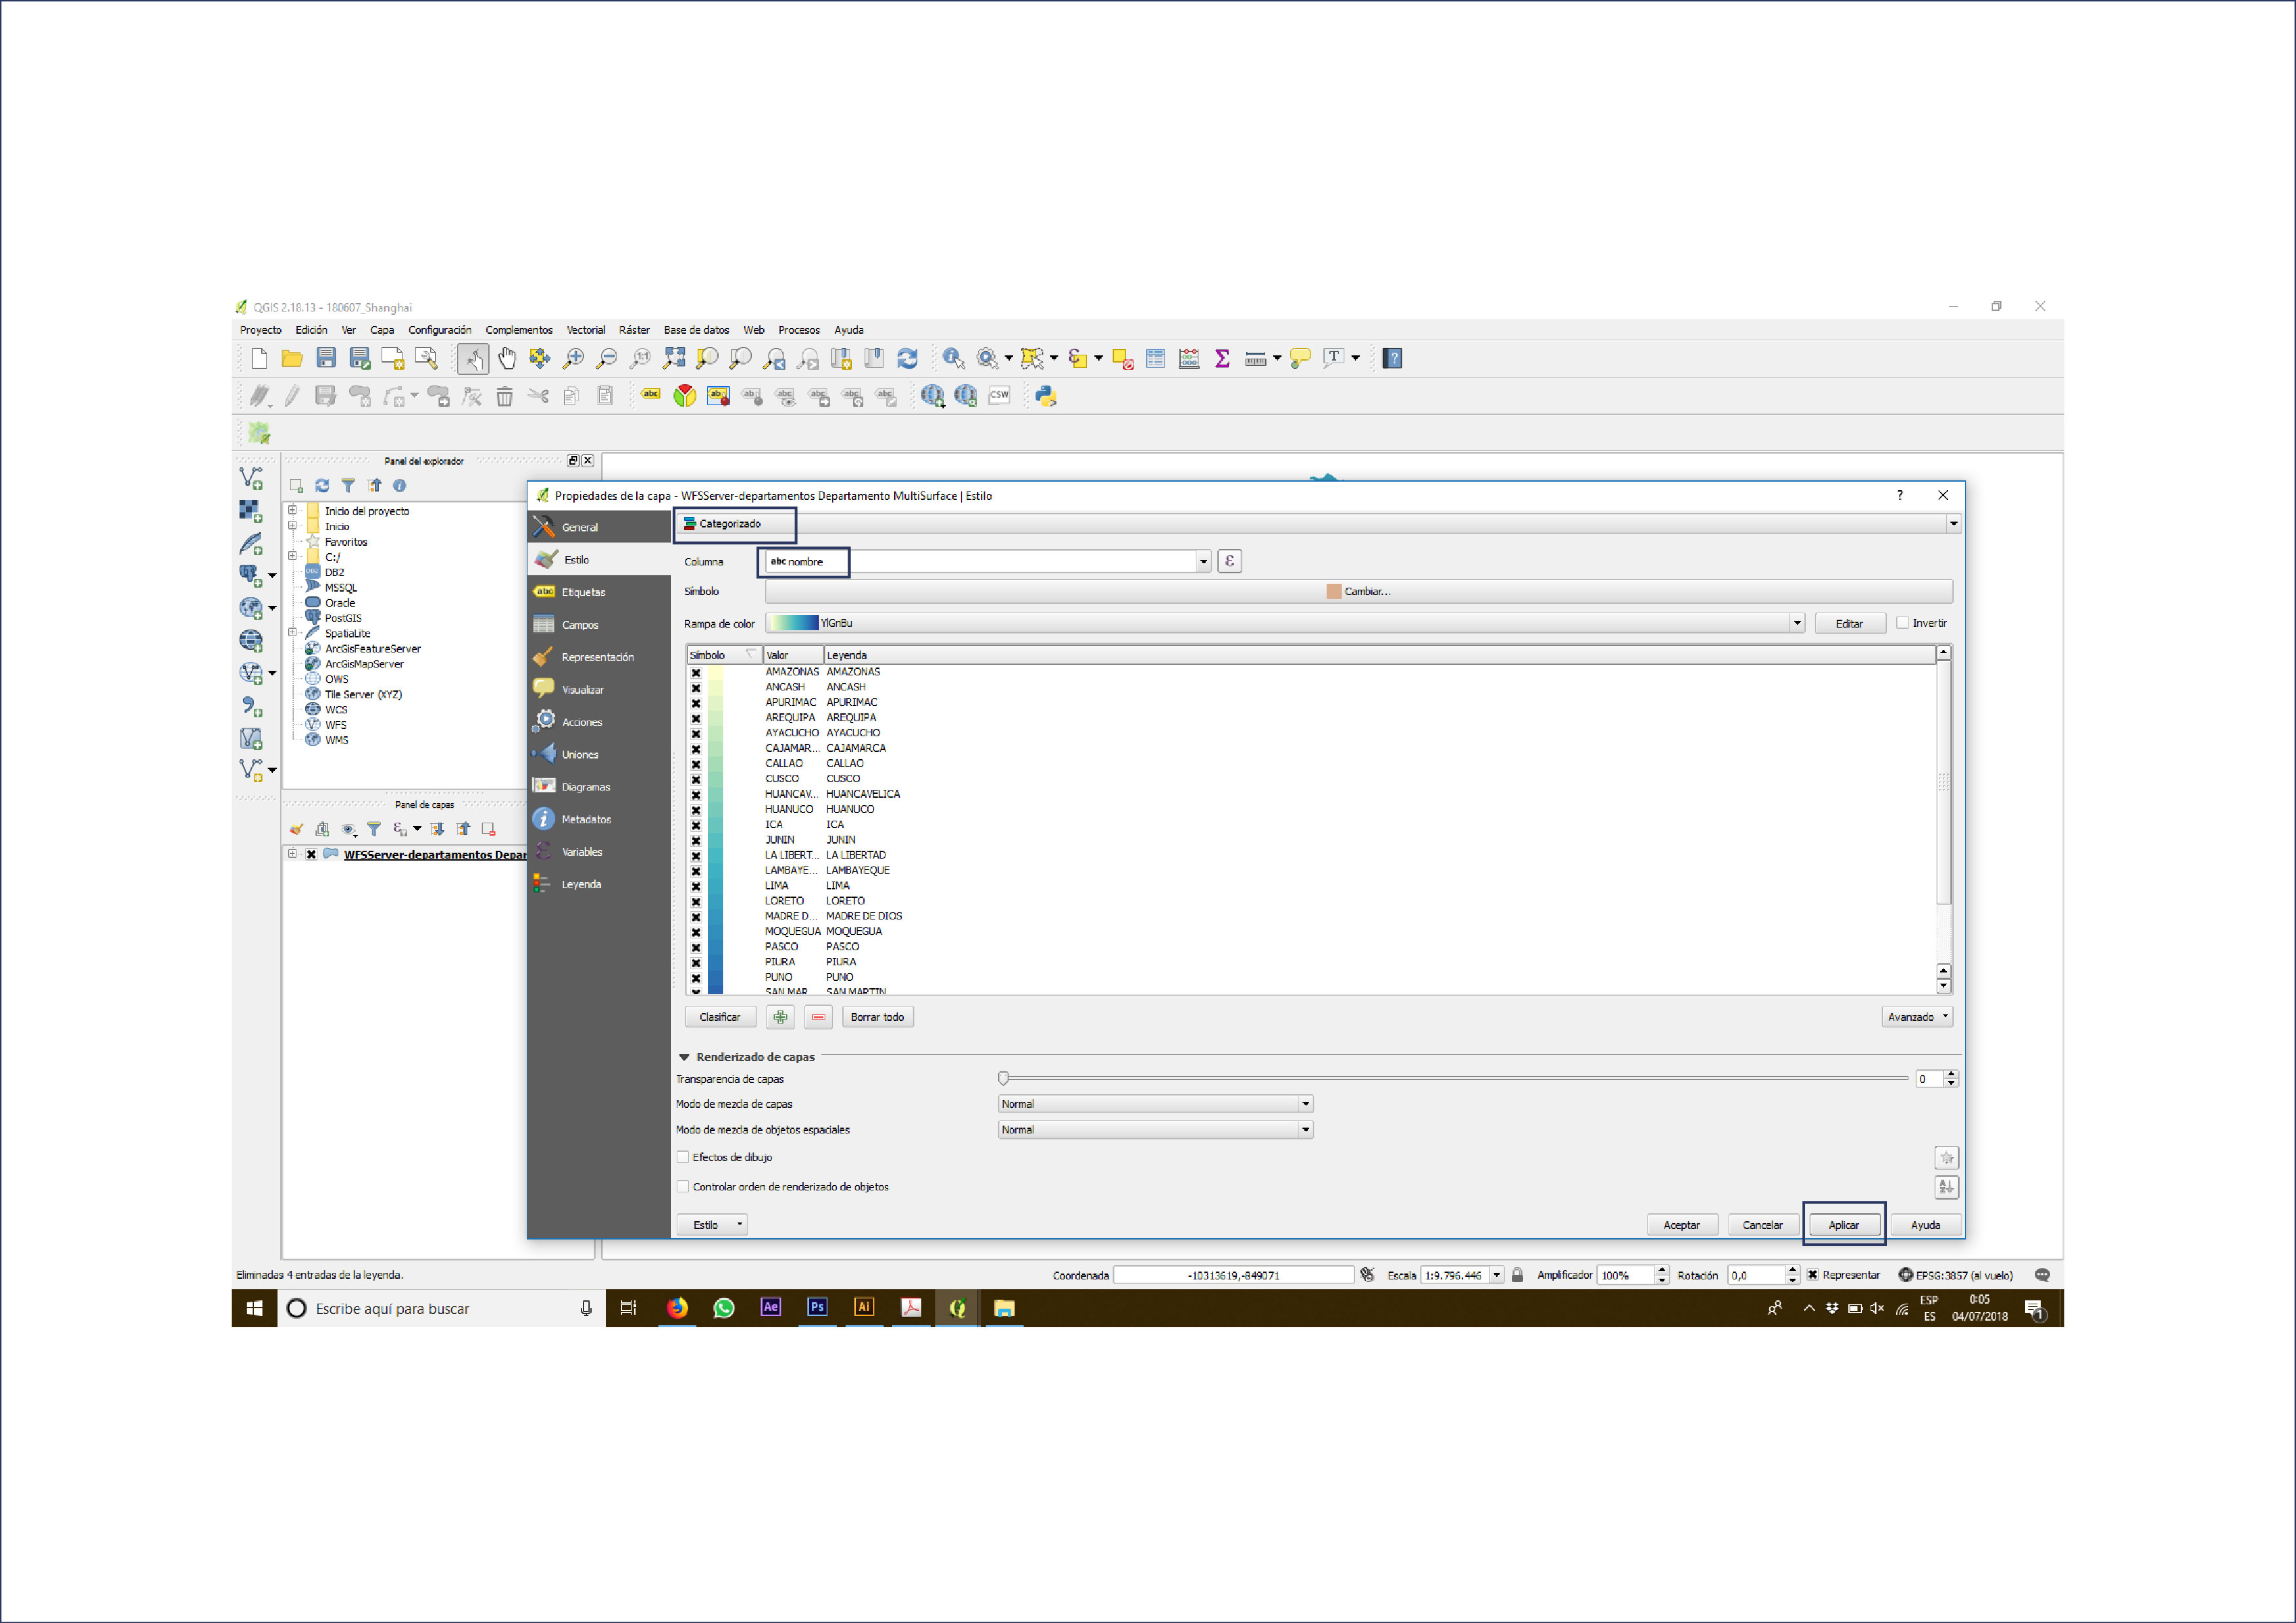 QGIS 2.18.13 - 180607_Shanghai
Proyecto Edición Ver Capa Configuración Complementos Vectorial Ráster Base de datos Web Procesos Ayuda
abc CSW
Panel del explorador
Inicio del proyecto
Inicio
Favoritos
C:/
DB2
MSSQL
Oracle
PostGIS
SpatiaLite
ArcGisFeatureServer
ArcGisMapServer
OWS
Tile Server (XYZ)
WCS
WFS
WMS
Panel de capas
WFSServer-departamentos Depar
Propiedades de la capa - WFSServer-departamentos Departamento MultiSurface | Estilo
General
Estilo
abc Etiquetas
Campos
Representación
Visualizar
Acciones
Uniones
Diagramas
Metadatos
Variables
Leyenda
Categorizado
Columna abc nombre ε
Símbolo Cambiar...
Rampa de color YlGnBu Editar Invertir
Símbolo Valor Leyenda
AMAZONAS AMAZONAS
ANCASH ANCASH
APURIMAC APURIMAC
AREQUIPA AREQUIPA
AYACUCHO AYACUCHO
CAJAMAR... CAJAMARCA
CALLAO CALLAO
CUSCO CUSCO
HUANCAV... HUANCAVELICA
HUANUCO HUANUCO
ICA ICA
JUNIN JUNIN
LA LIBERT... LA LIBERTAD
LAMBAYE... LAMBAYEQUE
LIMA LIMA
LORETO LORETO
MADRE D... MADRE DE DIOS
MOQUEGUA MOQUEGUA
PASCO PASCO
PIURA PIURA
PUNO PUNO
SAN MAR SAN MARTIN
Clasificar Borrar todo Avanzado
Renderizado de capas
Transparencia de capas 0
Modo de mezcla de capas Normal
Modo de mezcla de objetos espaciales Normal
Efectos de dibujo
Controlar orden de renderizado de objetos
Estilo Aceptar Cancelar Aplicar Ayuda
Eliminadas 4 entradas de la leyenda. Coordenada -10313619,-849071 Escala 1:9.796.446 Amplificador 100% Rotación 0,0 Representar EPSG:3857 (al vuelo)
Escribe aquí para buscar Ae Ps Ai ESP 0:05
ES 04/07/2018 1